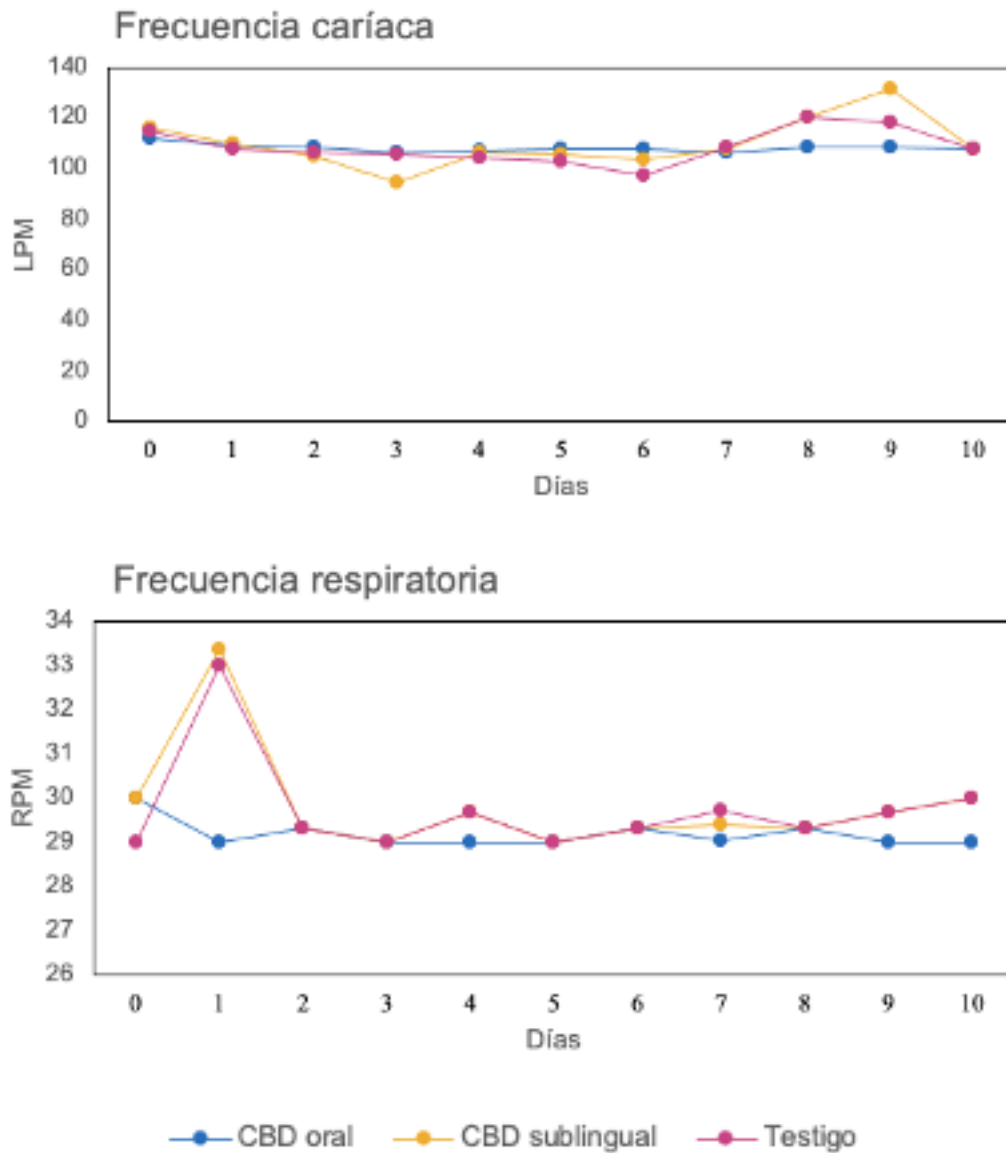 Frecuencia caríaca
140
120
100
80
60
40
20
0
LPM
0 1 2 3 4 5 6 7 8 9 10
Días
Frecuencia respiratoria
34
33
32
31
30
29
28
27
26
RPM
0 1 2 3 4 5 6 7 8 9 10
Días
CBD oral CBD sublingual Testigo